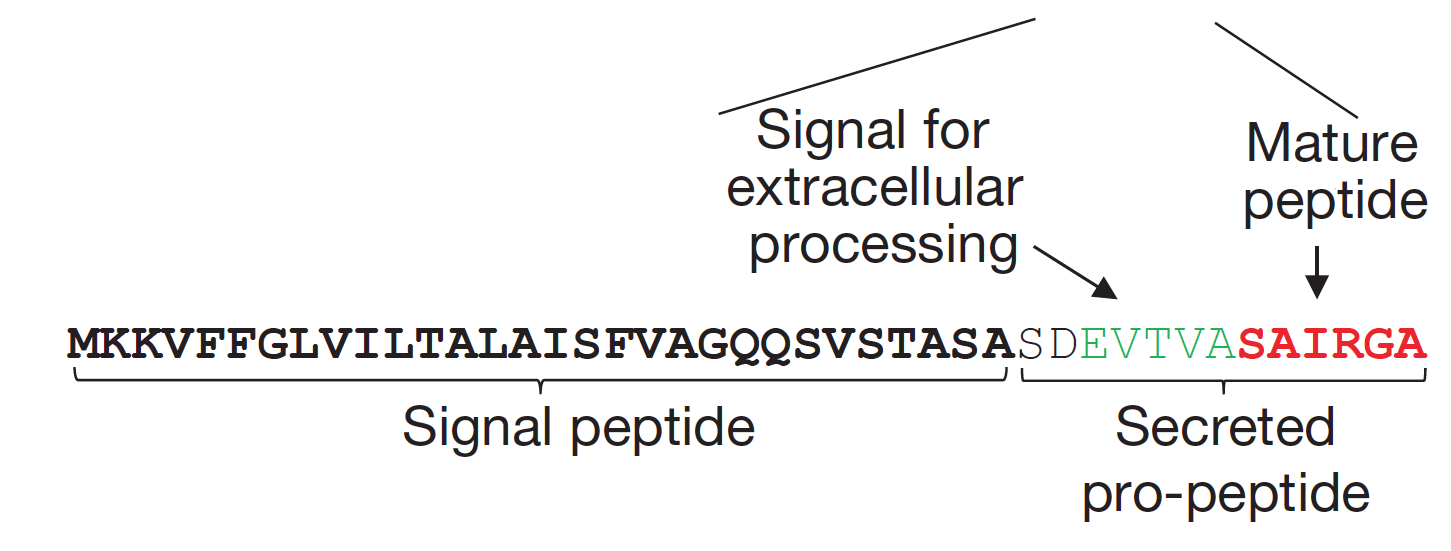 Signal for
extracellular
processing
Mature
peptide
MKKVFFGLVILTALAISFVAGQQSVSTASASDEVTVASAIRGA
Signal peptide
Secreted
pro-peptide